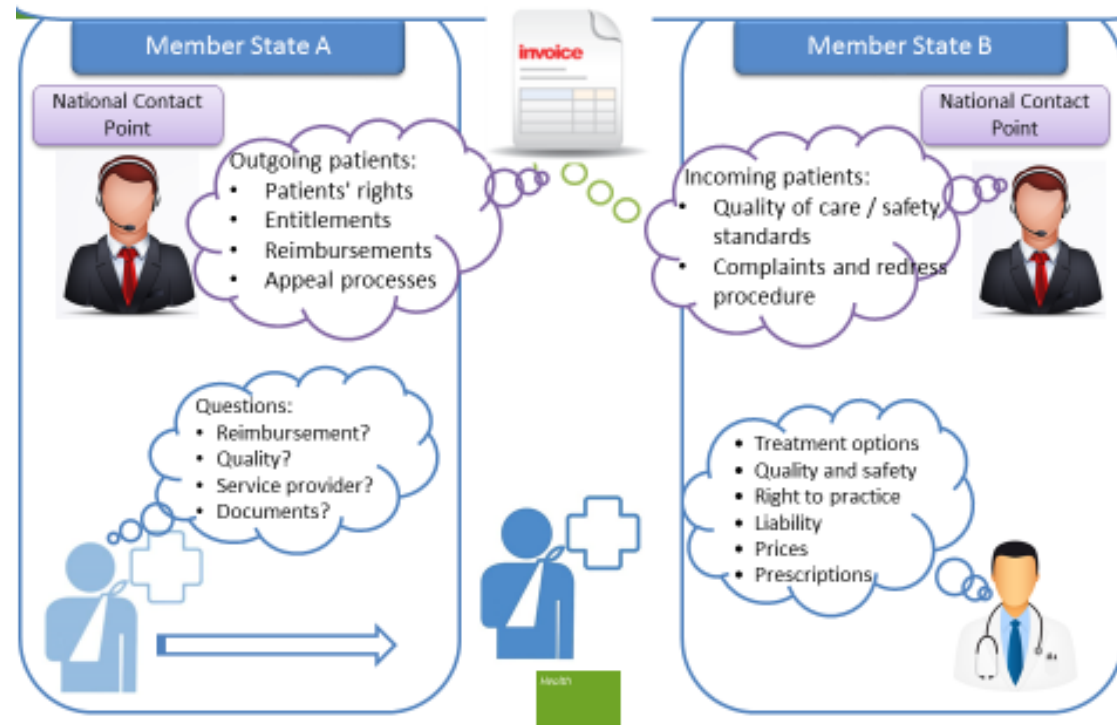 Member State A
invoice
Member State B
National Contact
Point
National Contact
Point
Outgoing patients:
• Patients' rights
• Entitlements
• Reimbursements
• Appeal processes
Incoming patients:
• Quality of care / safety
standards
• Complaints and redress
procedure
Questions:
• Reimbursement?
• Quality?
• Service provider?
• Documents?
• Treatment options
• Quality and safety
• Right to practice
• Liability
• Prices
• Prescriptions
Health